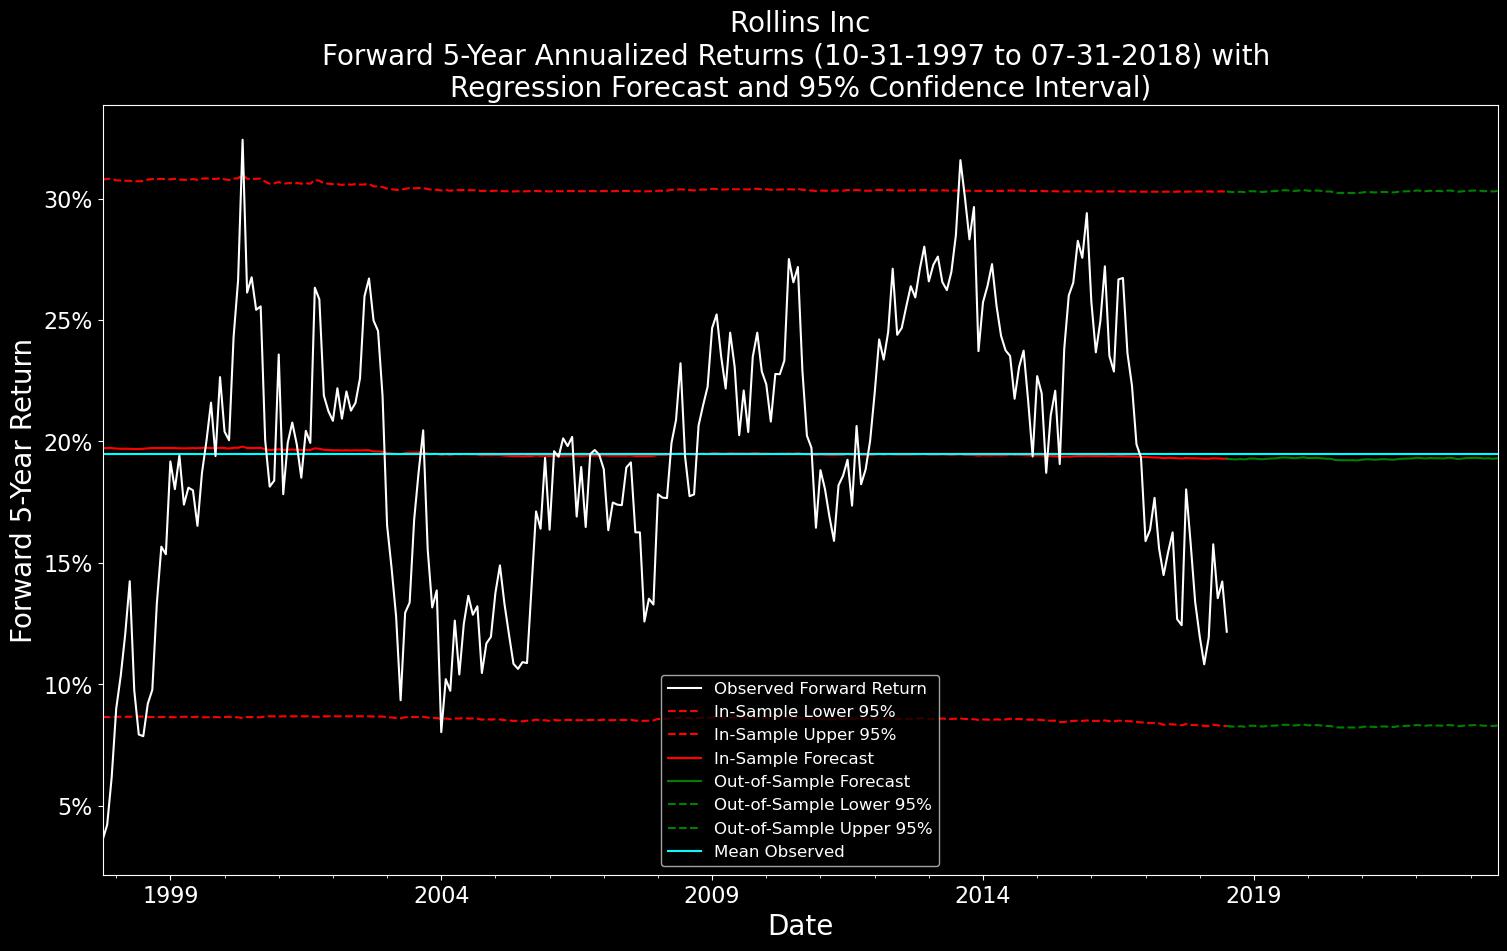 Rollins Inc
Forward 5-Year Annualized Returns (10-31-1997 to 07-31-2018) with
Regression Forecast and 95% Confidence Interval)
Forward 5-Year Return
30%
25%
20%
15%
10%
5%
Observed Forward Return
In-Sample Lower 95%
In-Sample Upper 95%
In-Sample Forecast
Out-of-Sample Forecast
Out-of-Sample Lower 95%
Out-of-Sample Upper 95%
Mean Observed
1999
2004
2009
2014
2019
Date